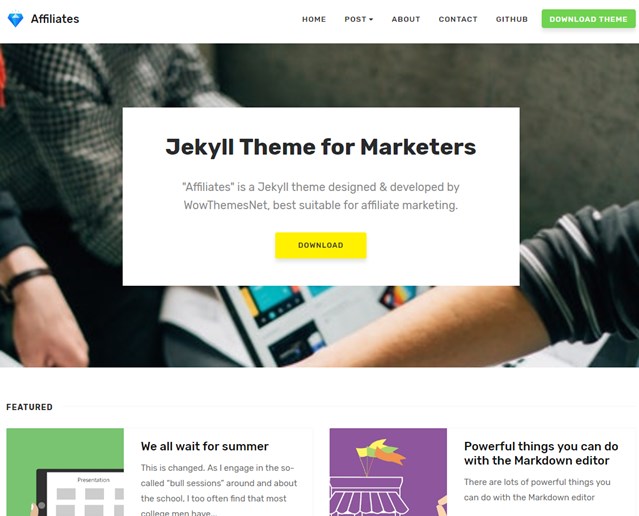 Affiliates
HOME
POST
ABOUT
CONTACT
GITHUB
DOWNLOAD THEME
Jekyll Theme for Marketers
"Affiliates" is a Jekyll theme designed & developed by
WowThemesNet, best suitable for affiliate marketing.
DOWNLOAD
FEATURED
Presentation
We all wait for summer
This is changed. As I engage in the so-
called "bull sessions" around and about
the school, I too often find that most
college men have...
Powerful things you can do
with the Markdown editor
There are lots of powerful things you
can do with the Markdown editor